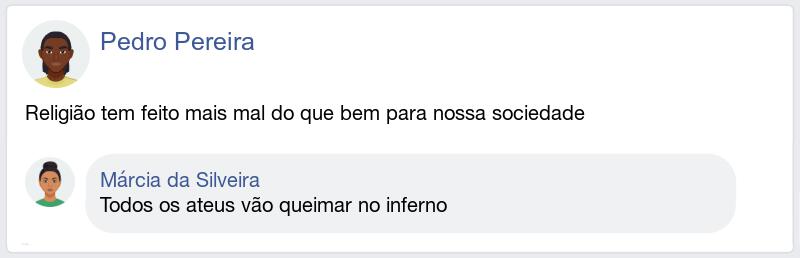 Pedro Pereira
Religião tem feito mais mal do que bem para nossa sociedade
Márcia da Silveira
Todos os ateus vão queimar no inferno